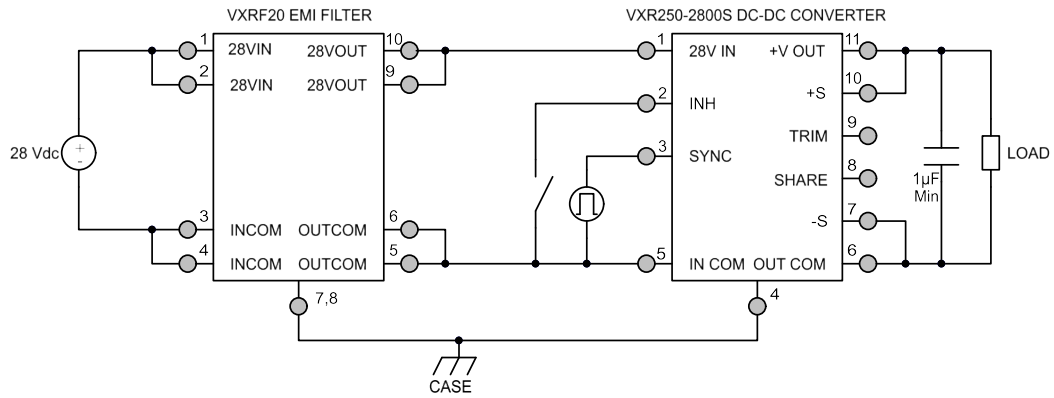 VXRF20 EMI FILTER
VXR250-2800S DC-DC CONVERTER
1 28VIN 28VOUT 10
2 28VIN 28VOUT 9
28 Vdc
+
-
3 INCOM OUTCOM 6
4 INCOM OUTCOM 5
7,8
1 28V IN +V OUT 11
+S 10
2 INH
TRIM 9
3 SYNC
SHARE 8
-S 7
5 IN COM OUT COM 6
4
1µF
Min
LOAD
CASE